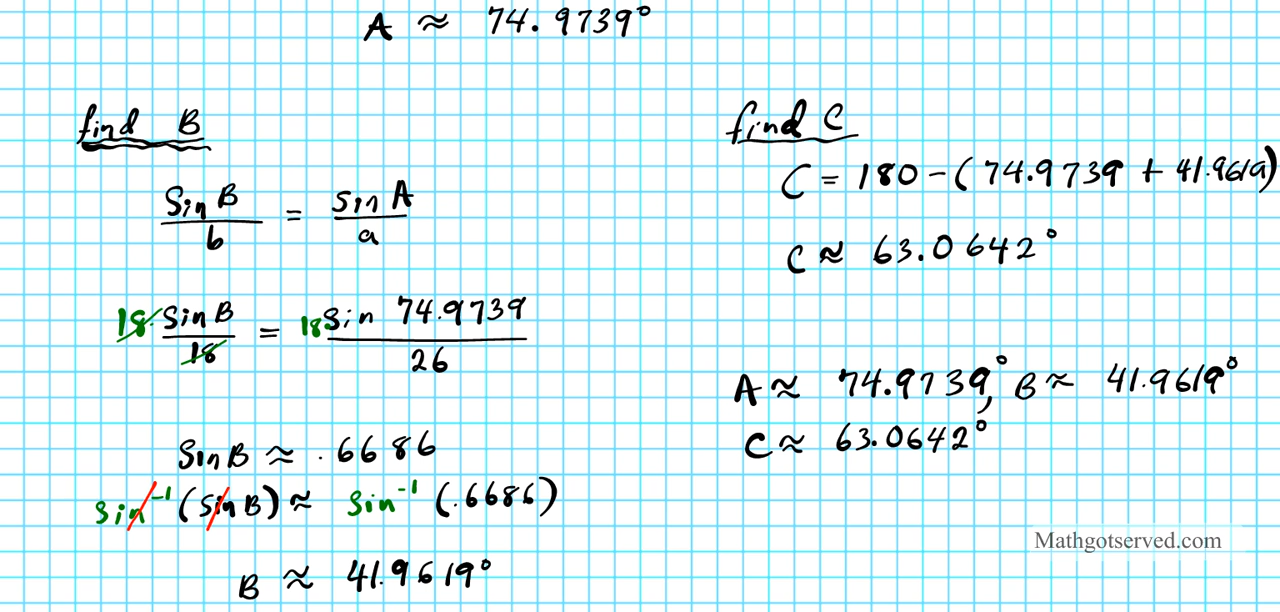 A ≈ 74.9739°
find B
Sin B / b = sin A / a
18 · Sin B / 18 = 18 Sin 74.9739 / 26
Sin B ≈ .6686
sin⁻¹ (Sin B) ≈ sin⁻¹ (.6686)
B ≈ 41.9619°
find C
C = 180 - (74.9739 + 41.9619)
C ≈ 63.0642°
A ≈ 74.9739°, B ≈ 41.9619°
C ≈ 63.0642°
Mathgotserved.com